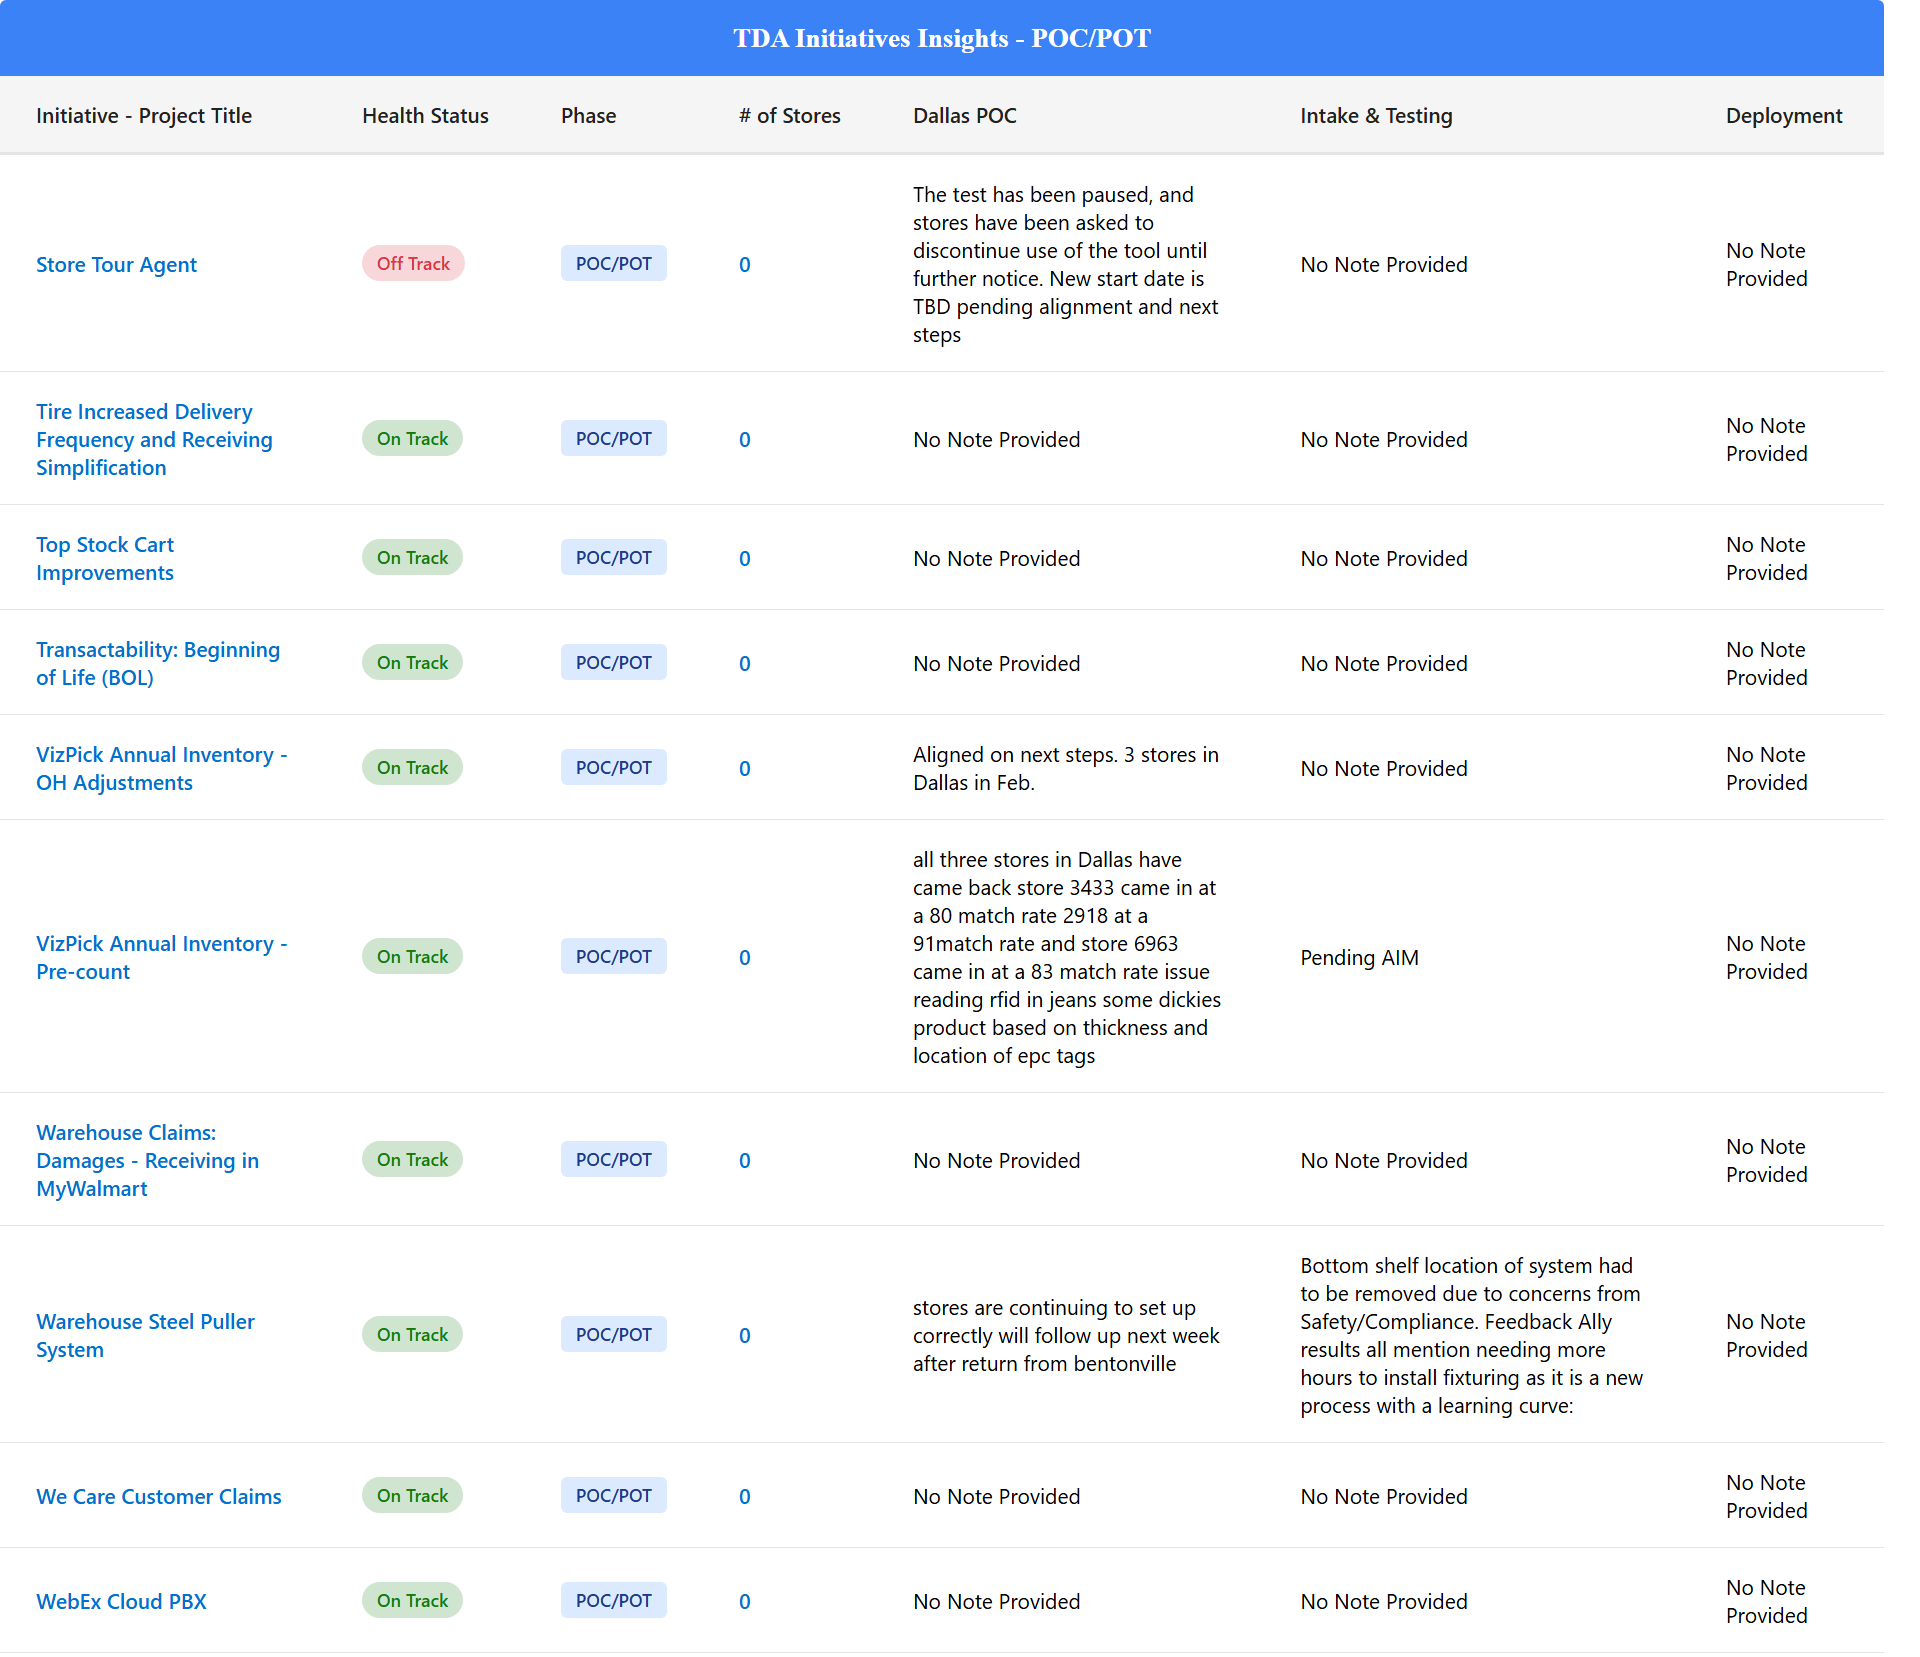 TDA Initiatives Insights - POC/POT
Initiative - Project Title
Health Status
Phase
# of Stores
Dallas POC
Intake & Testing
Deployment
Store Tour Agent
Off Track
POC/POT
0
The test has been paused, and
stores have been asked to
discontinue use of the tool until
further notice. New start date is
TBD pending alignment and next
steps
No Note Provided
No Note
Provided
Tire Increased Delivery
Frequency and Receiving
Simplification
On Track
POC/POT
0
No Note Provided
No Note Provided
No Note
Provided
Top Stock Cart
Improvements
On Track
POC/POT
0
No Note Provided
No Note Provided
No Note
Provided
Transactability: Beginning
of Life (BOL)
On Track
POC/POT
0
No Note Provided
No Note Provided
No Note
Provided
VizPick Annual Inventory -
OH Adjustments
On Track
POC/POT
0
Aligned on next steps. 3 stores in
Dallas in Feb.
No Note Provided
No Note
Provided
VizPick Annual Inventory -
Pre-count
On Track
POC/POT
0
all three stores in Dallas have
came back store 3433 came in at
a 80 match rate 2918 at a
91match rate and store 6963
came in at a 83 match rate issue
reading rfid in jeans some dickies
product based on thickness and
location of epc tags
Pending AIM
No Note
Provided
Warehouse Claims:
Damages - Receiving in
MyWalmart
On Track
POC/POT
0
No Note Provided
No Note Provided
No Note
Provided
Warehouse Steel Puller
System
On Track
POC/POT
0
stores are continuing to set up
correctly will follow up next week
after return from bentonville
Bottom shelf location of system had
to be removed due to concerns from
Safety/Compliance. Feedback Ally
results all mention needing more
hours to install fixturing as it is a new
process with a learning curve:
No Note
Provided
We Care Customer Claims
On Track
POC/POT
0
No Note Provided
No Note Provided
No Note
Provided
WebEx Cloud PBX
On Track
POC/POT
0
No Note Provided
No Note Provided
No Note
Provided